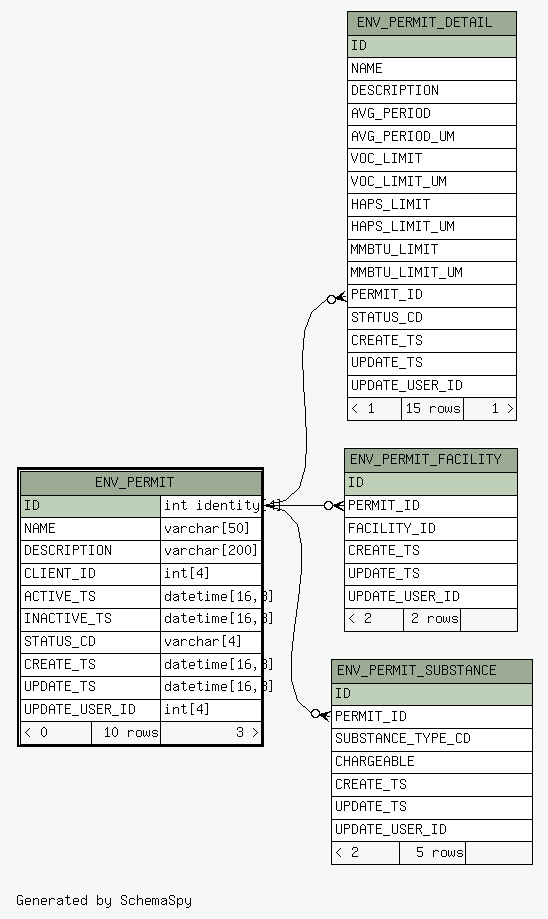 ENV_PERMIT_DETAIL
ID
NAME
DESCRIPTION
AVG_PERIOD
AVG_PERIOD_UM
VOC_LIMIT
VOC_LIMIT_UM
HAPS_LIMIT
HAPS_LIMIT_UM
MMBTU_LIMIT
MMBTU_LIMIT_UM
PERMIT_ID
STATUS_CD
CREATE_TS
UPDATE_TS
UPDATE_USER_ID
< 1 15 rows 1 >
ENV_PERMIT
ID int identity[4]
NAME varchar[50]
DESCRIPTION varchar[200]
CLIENT_ID int[4]
ACTIVE_TS datetime[16,3]
INACTIVE_TS datetime[16,3]
STATUS_CD varchar[4]
CREATE_TS datetime[16,3]
UPDATE_TS datetime[16,3]
UPDATE_USER_ID int[4]
< 0 10 rows 3 >
ENV_PERMIT_FACILITY
ID
PERMIT_ID
FACILITY_ID
CREATE_TS
UPDATE_TS
UPDATE_USER_ID
< 2 2 rows
ENV_PERMIT_SUBSTANCE
ID
PERMIT_ID
SUBSTANCE_TYPE_CD
CHARGEABLE
CREATE_TS
UPDATE_TS
UPDATE_USER_ID
< 2 5 rows
Generated by SchemaSpy